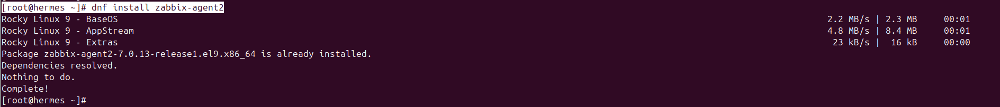 [root@hermes ~]# dnf install zabbix-agent2
Rocky Linux 9 - BaseOS 2.2 MB/s | 2.3 MB 00:01
Rocky Linux 9 - AppStream 4.8 MB/s | 8.4 MB 00:01
Rocky Linux 9 - Extras 23 kB/s | 16 kB 00:00
Package zabbix-agent2-7.0.13-release1.el9.x86_64 is already installed.
Dependencies resolved.
Nothing to do.
Complete!
[root@hermes ~]#